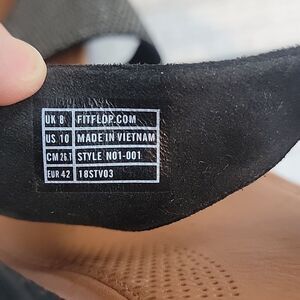 UK 8 FITFLOP.COM
US 10 MADE IN VIETNAM
CM 26.1 STYLE N01-001
EUR 42 18STV03